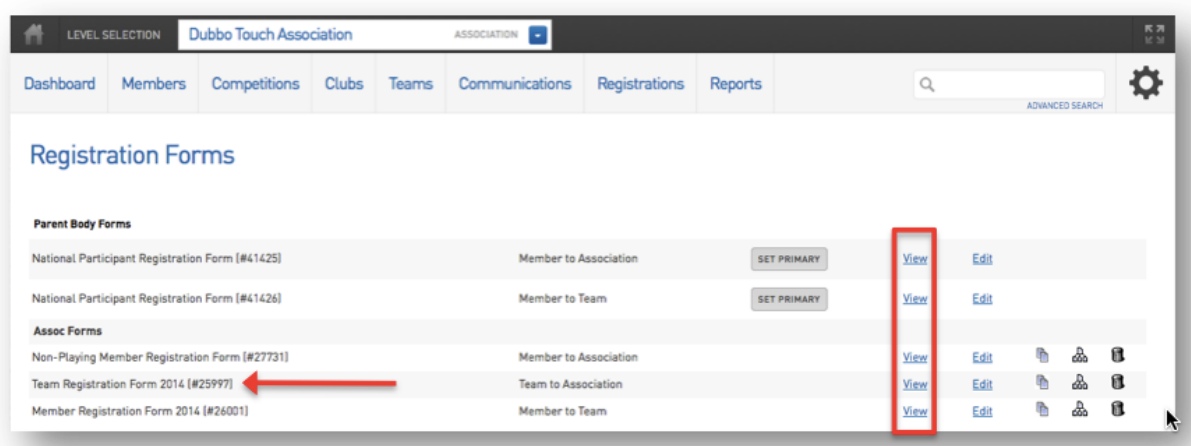 LEVEL SELECTION Dubbo Touch Association ASSOCIATION
Dashboard Members Competitions Clubs Teams Communications Registrations Reports
ADVANCED SEARCH
Registration Forms
Parent Body Forms
National Participant Registration Form [#41425] Member to Association SET PRIMARY View Edit
National Participant Registration Form [#41426] Member to Team SET PRIMARY View Edit
Assoc Forms
Non-Playing Member Registration Form [#27731] Member to Association View Edit
Team Registration Form 2014 [#25997] Team to Association View Edit
Member Registration Form 2014 [#26001] Member to Team View Edit